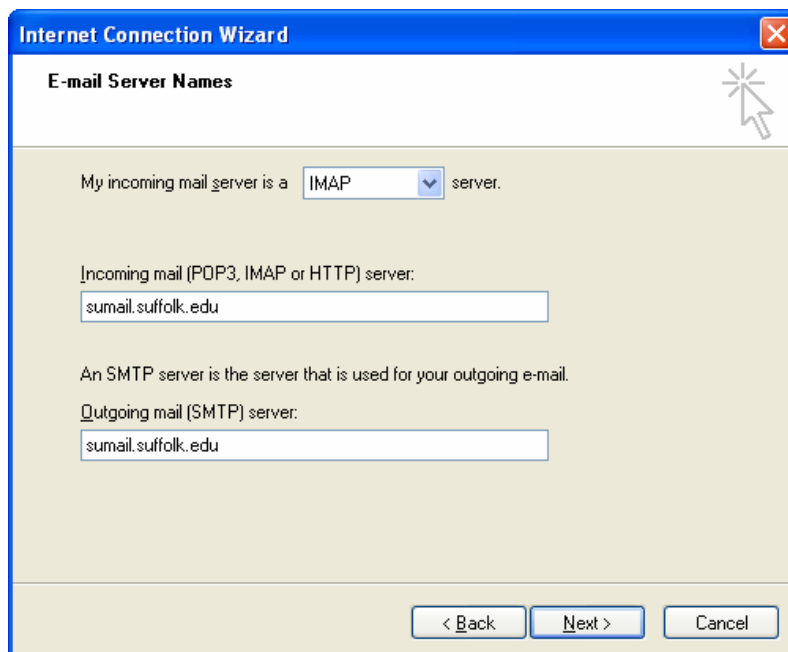 Internet Connection Wizard
E-mail Server Names
My incoming mail server is a IMAP server.
Incoming mail (POP3, IMAP or HTTP) server:
sumail.suffolk.edu
An SMTP server is the server that is used for your outgoing e-mail.
Outgoing mail (SMTP) server:
sumail.suffolk.edu
< Back Next > Cancel